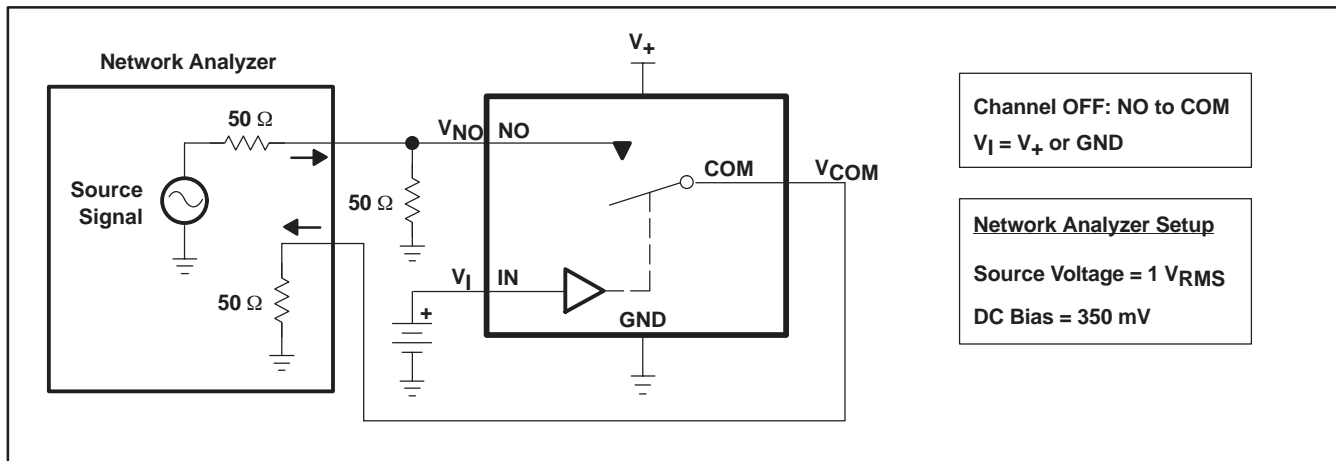 V+
Network Analyzer
50 Ω
VNO NO
Channel OFF: NO to COM
VI = V+ or GND
COM
VCOM
Source
Signal
50 Ω
Network Analyzer Setup
Source Voltage = 1 VRMS
DC Bias = 350 mV
VI IN
50 Ω
+
GND